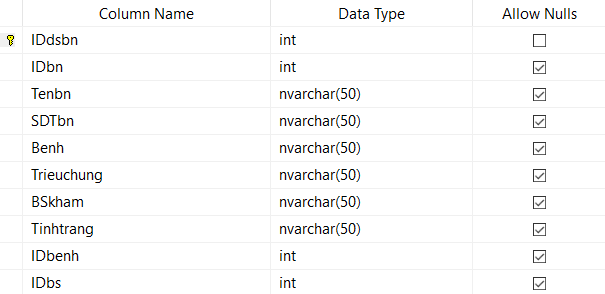 Column Name Data Type Allow Nulls
IDdsbn int
IDbn int
Tenbn nvarchar(50)
SDTbn nvarchar(50)
Benh nvarchar(50)
Trieuchung nvarchar(50)
BSkham nvarchar(50)
Tinhtrang nvarchar(50)
IDbenh int
IDbs int